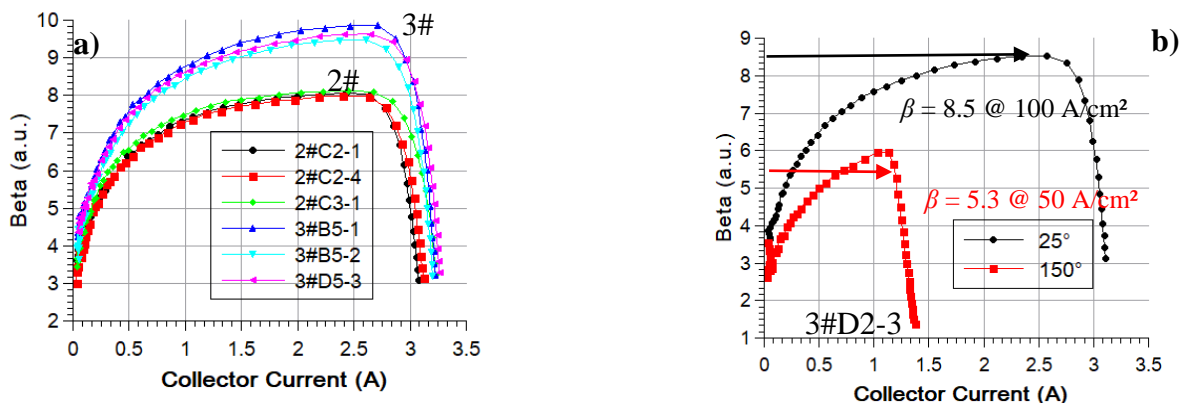 a)
3#
2#
10
9
8
7
6
5
4
3
2
Beta (a.u.)
2#C2-1
2#C2-4
2#C3-1
3#B5-1
3#B5-2
3#D5-3
0
0.5
1
1.5
2
2.5
3
3.5
Collector Current (A)
b)
9
8
7
6
5
4
3
2
1
Beta (a.u.)
β = 8.5 @ 100 A/cm²
β = 5.3 @ 50 A/cm²
25°
150°
3#D2-3
0
0.5
1
1.5
2
2.5
3
3.5
Collector Current (A)